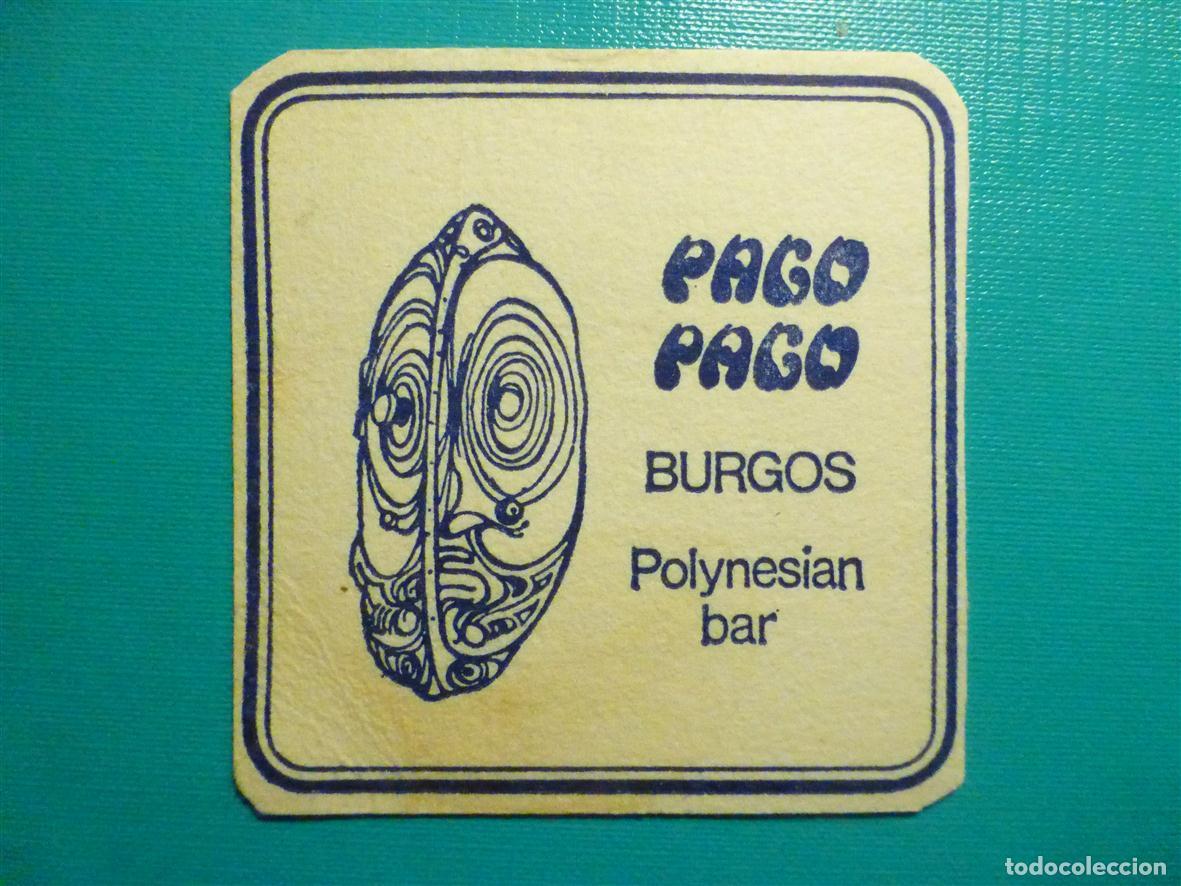 PAGO
PAGO
BURGOS
Polynesian
bar
todocoleccion